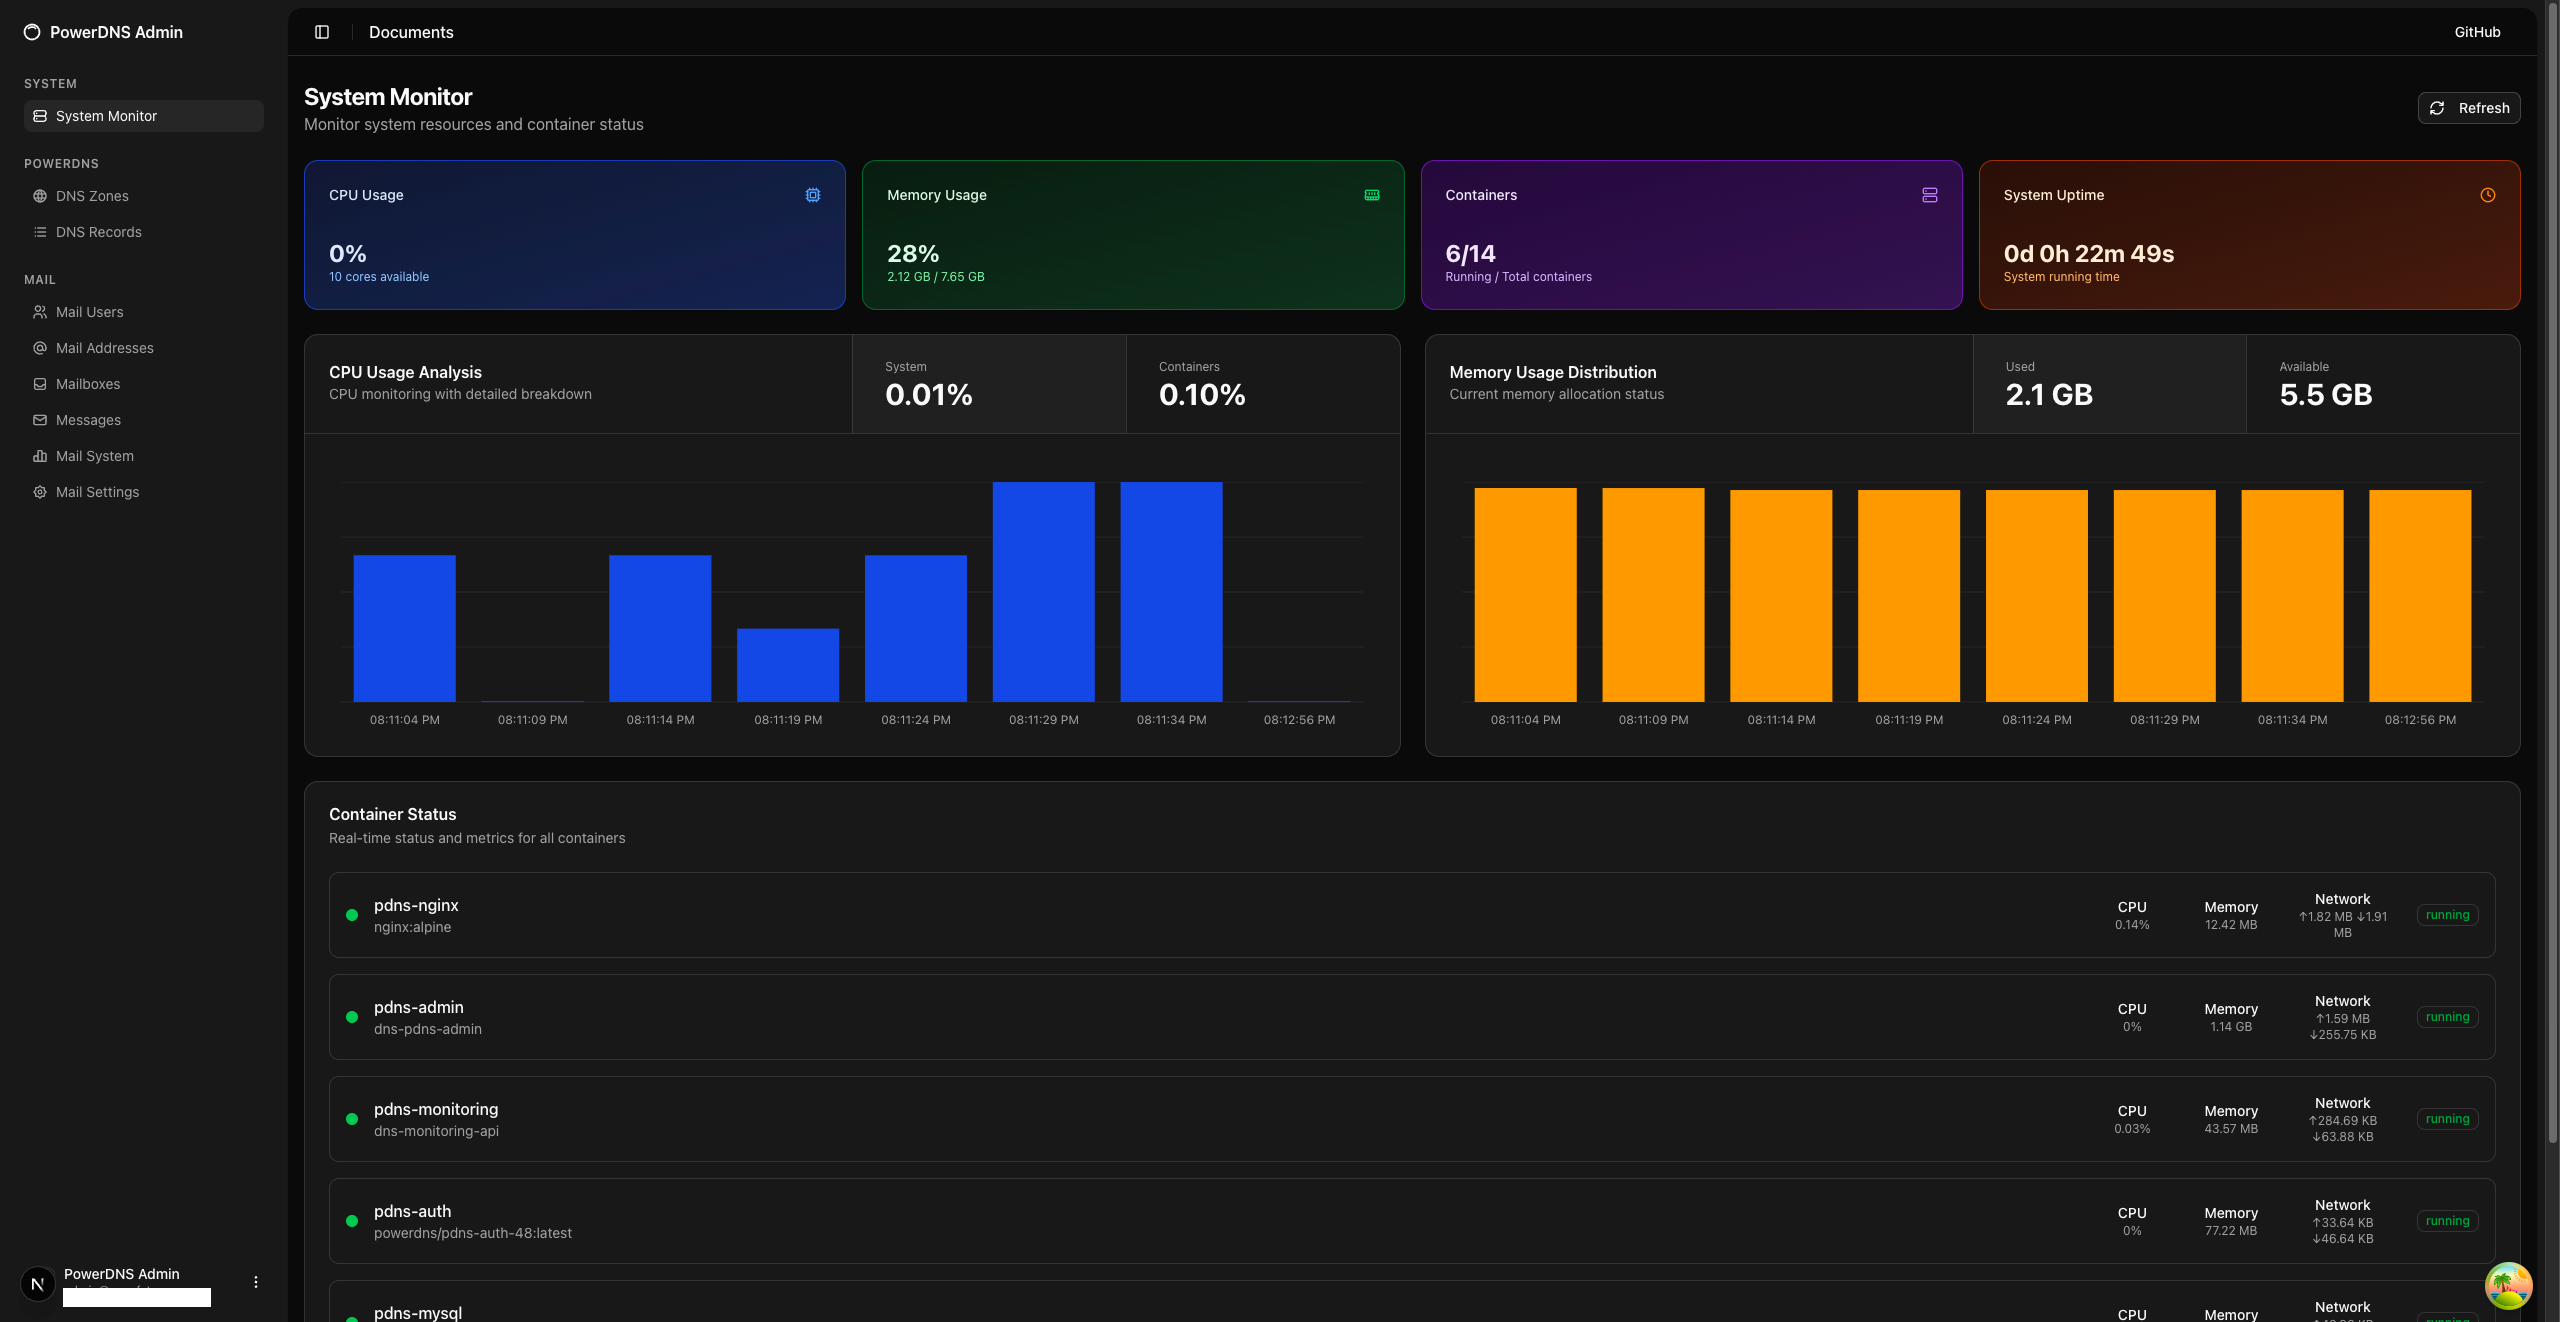 PowerDNS Admin
SYSTEM
System Monitor
POWERDNS
DNS Zones
DNS Records
MAIL
Mail Users
Mail Addresses
Mailboxes
Messages
Mail System
Mail Settings
N
PowerDNS Admin
Documents
GitHub
System Monitor
Monitor system resources and container status
Refresh
CPU Usage
0%
10 cores available
Memory Usage
28%
2.12 GB / 7.65 GB
Containers
6/14
Running / Total containers
System Uptime
0d 0h 22m 49s
System running time
CPU Usage Analysis
CPU monitoring with detailed breakdown
System
0.01%
Containers
0.10%
08:11:04 PM 08:11:09 PM 08:11:14 PM 08:11:19 PM 08:11:24 PM 08:11:29 PM 08:11:34 PM 08:12:56 PM
Memory Usage Distribution
Current memory allocation status
Used
2.1 GB
Available
5.5 GB
08:11:04 PM 08:11:09 PM 08:11:14 PM 08:11:19 PM 08:11:24 PM 08:11:29 PM 08:11:34 PM 08:12:56 PM
Container Status
Real-time status and metrics for all containers
pdns-nginx
nginx:alpine
CPU
0.14%
Memory
12.42 MB
Network
↑1.82 MB ↓1.91
MB
running
pdns-admin
dns-pdns-admin
CPU
0%
Memory
1.14 GB
Network
↑1.59 MB
↓255.75 KB
running
pdns-monitoring
dns-monitoring-api
CPU
0.03%
Memory
43.57 MB
Network
↑284.69 KB
↓63.88 KB
running
pdns-auth
powerdns/pdns-auth-48:latest
CPU
0%
Memory
77.22 MB
Network
↑33.64 KB
↓46.64 KB
running
pdns-mysql
CPU
Memory
Network